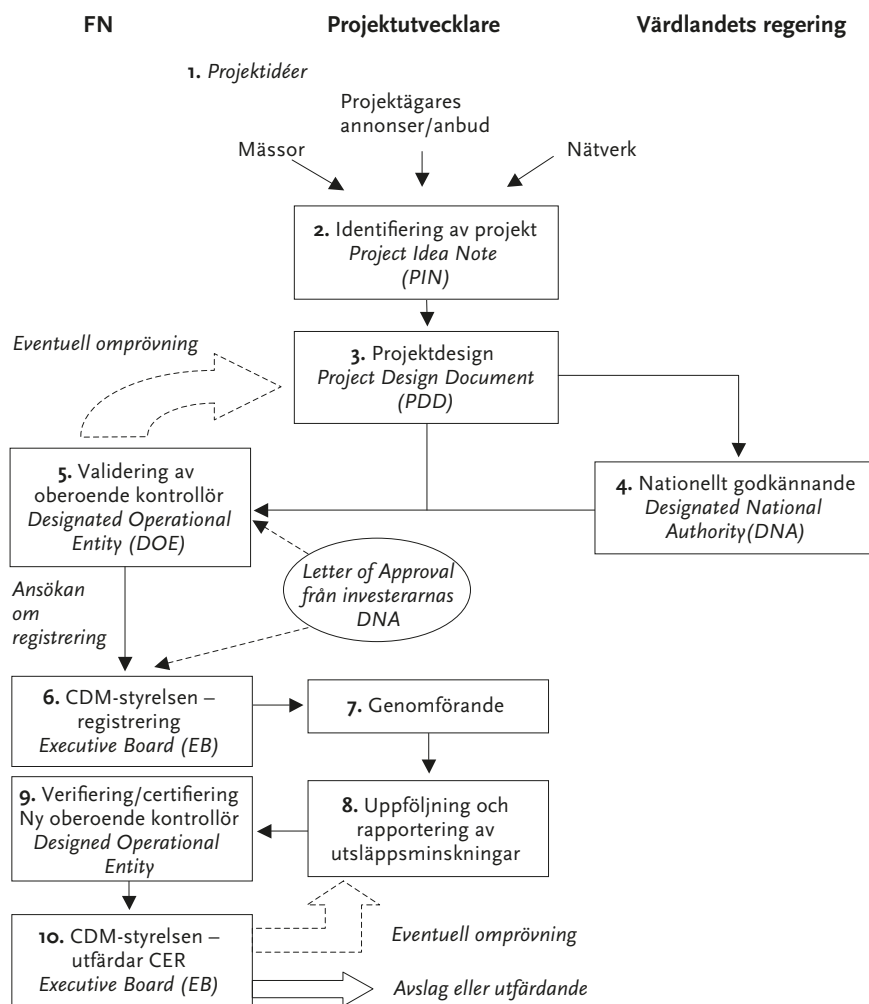 FN
Projektutvecklare
Värdlandets regering
1. Projektidéer
Projektägares
annonser/anbud
Mässor
Nätverk
2. Identifiering av projekt
Project Idea Note
(PIN)
Eventuell omprövning
3. Projektdesign
Project Design Document
(PDD)
5. Validering av
oberoende kontrollör
Designated Operational
Entity (DOE)
4. Nationellt godkännande
Designated National
Authority(DNA)
Letter of Approval
från investerarnas
DNA
Ansökan
om
registrering
6. CDM-styrelsen –
registrering
Executive Board (EB)
7. Genomförande
9. Verifiering/certifiering
Ny oberoende kontrollör
Designed Operational
Entity
8. Uppföljning och
rapportering av
utsläppsminskningar
10. CDM-styrelsen –
utfärdar CER
Executive Board (EB)
Eventuell omprövning
Avslag eller utfärdande